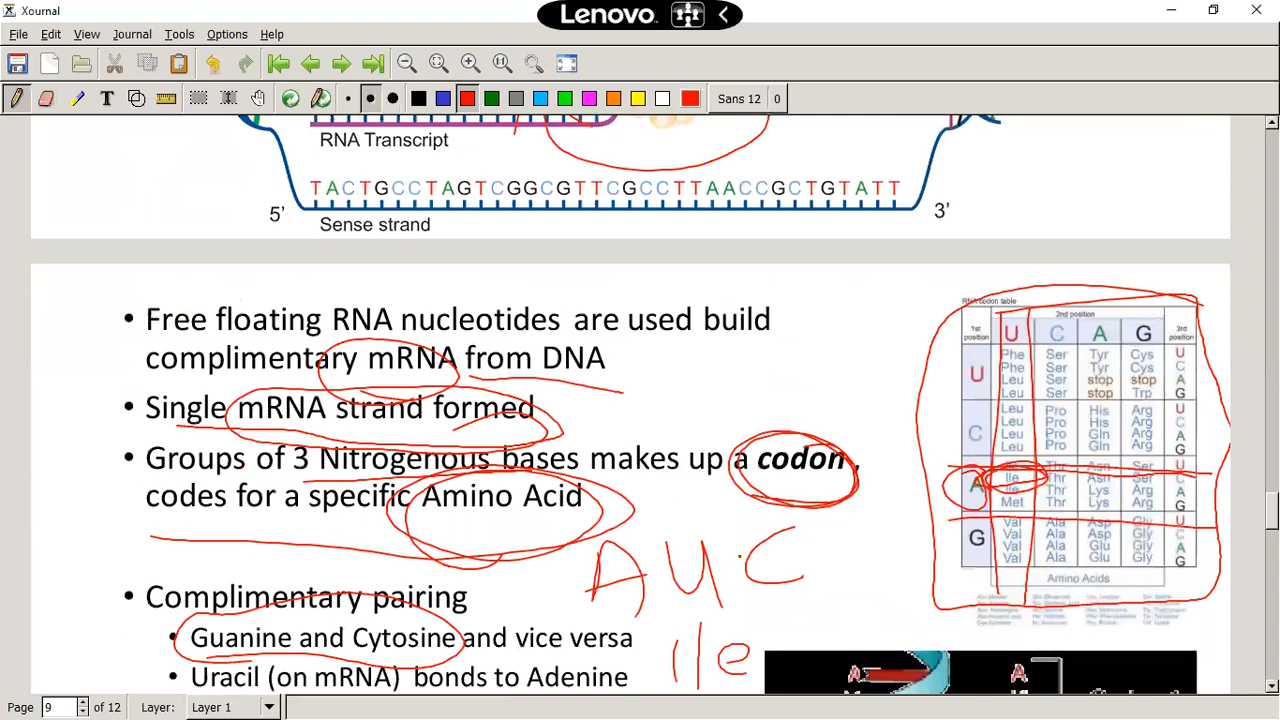 Xournal
Lenovo
File Edit View Journal Tools Options Help
Sans 12 0
RNA Transcript
TACTGCCTAGTCGGCGTTCGCCTTAACCGCTGTATT
5' 3'
Sense strand
• Free floating RNA nucleotides are used build
complimentary mRNA from DNA
• Single mRNA strand formed
• Groups of 3 Nitrogenous bases makes up a codon,
codes for a specific Amino Acid
AUC
Ile
• Complimentary pairing
• Guanine and Cytosine and vice versa
• Uracil (on mRNA) bonds to Adenine
RNA codon table
2nd position
1st position U C A G 3rd position
U Phe Ser Tyr Cys U
Phe Ser Tyr Cys C
Leu Ser stop stop A
Leu Ser stop Trp G
C Leu Pro His Arg U
Leu Pro His Arg C
Leu Pro Gln Arg A
Leu Pro Gln Arg G
A Thr Asn Ser U
Ile Thr Asn Ser C
Ile Thr Lys Arg A
Met Thr Lys Arg G
G Val Ala Asp Gly U
Val Ala Asp Gly C
Val Ala Glu Gly A
Val Ala Glu Gly G
Amino Acids
A A
Page 9 of 12 Layer: Layer 1